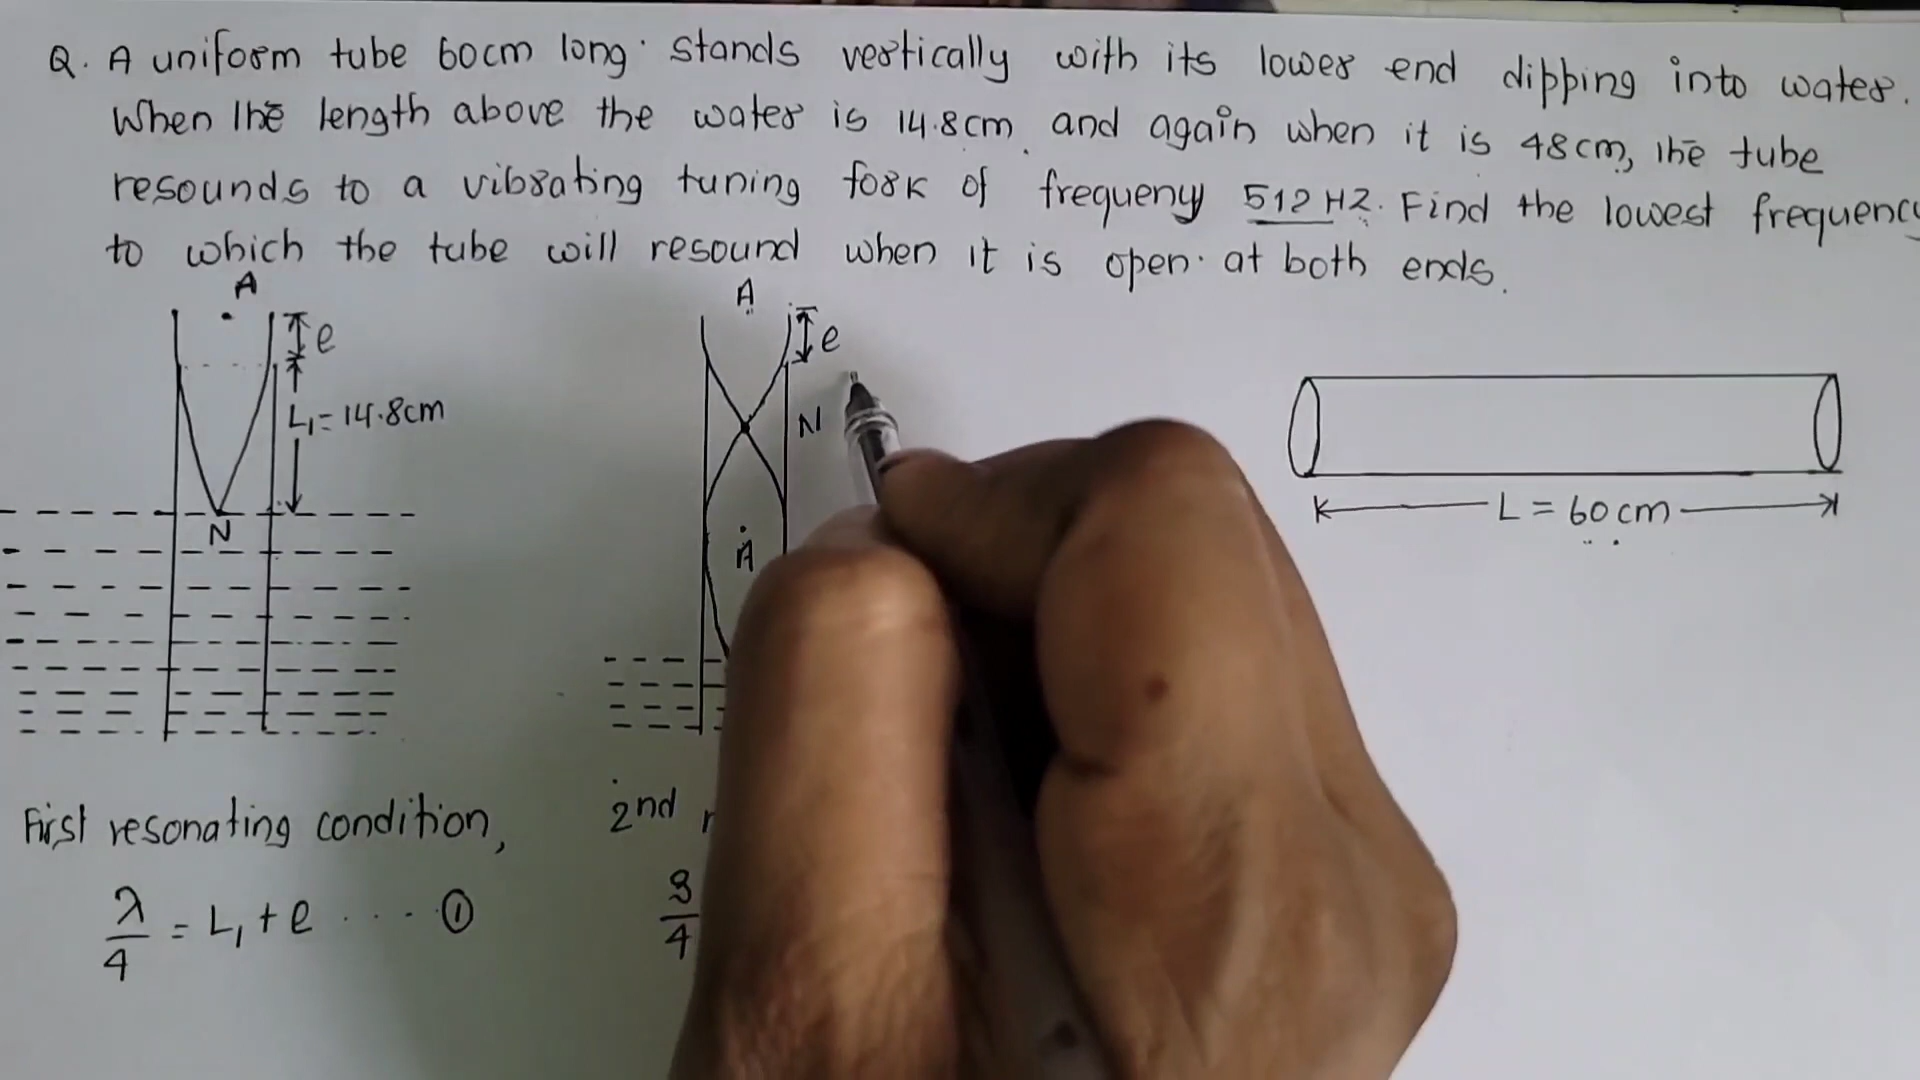 Q. A uniform tube 60cm long stands vertically with its lower end dipping into water.
When the length above the water is 14.8cm and again when it is 48cm, the tube
resounds to a vibrating tuning fork of frequeny 512 HZ. Find the lowest frequency
to which the tube will resound when it is open at both ends.
A
e
L₁ = 14.8cm
N
A
e
N
A
L = 60cm
First resonating condition,
λ/4 = L₁ + e .... ①
2nd
3/4